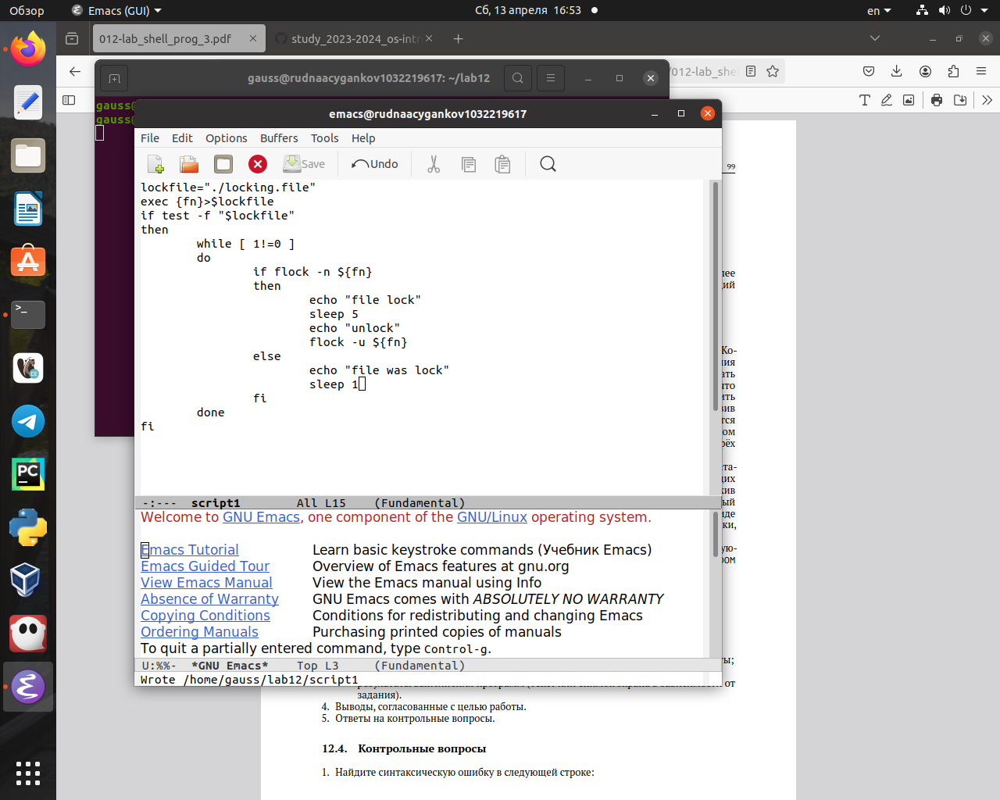 Обзор
Emacs (GUI)
Сб, 13 апреля 16:53
en
012-lab_shell_prog_3.pdf
study_2023-2024_os-intr
/012-lab_shel
gauss@rudnaacygankov1032219617: ~/lab12
gauss@
gauss@
emacs@rudnaacygankov1032219617
File Edit Options Buffers Tools Help
Save
Undo
lockfile="./locking.file"
exec {fn}>$lockfile
if test -f "$lockfile"
then
while [ 1!=0 ]
do
if flock -n ${fn}
then
echo "file lock"
sleep 5
echo "unlock"
flock -u ${fn}
else
echo "file was lock"
sleep 1
fi
done
fi
-:--- script1 All L15 (Fundamental)
Welcome to GNU Emacs, one component of the GNU/Linux operating system.
Emacs Tutorial Learn basic keystroke commands (Учебник Emacs)
Emacs Guided Tour Overview of Emacs features at gnu.org
View Emacs Manual View the Emacs manual using Info
Absence of Warranty GNU Emacs comes with ABSOLUTELY NO WARRANTY
Copying Conditions Conditions for redistributing and changing Emacs
Ordering Manuals Purchasing printed copies of manuals
To quit a partially entered command, type Control-g.
U:%%- *GNU Emacs* Top L3 (Fundamental)
Wrote /home/gauss/lab12/script1
99
от
задания).
4. Выводы, согласованные с целью работы.
5. Ответы на контрольные вопросы.
12.4. Контрольные вопросы
1. Найдите синтаксическую ошибку в следующей строке: